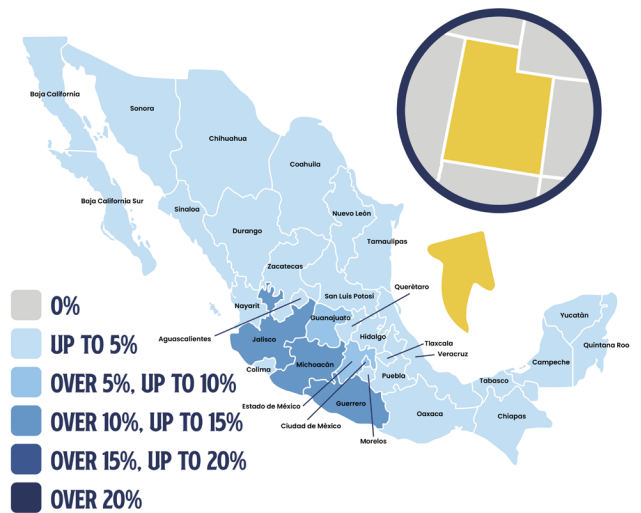 Baja California
Sonora
Chihuahua
Coahuila
Baja California Sur
Sinaloa
Nuevo León
Durango
Tamaulipas
Zacatecas
Querètaro
San Luis Potosí
Nayarit
Guanajuato
Aguascalientes
Jalisco
Hidalgo
Tlaxcala
Veracruz
Colima
Michoacán
Puebla
Estado de México
Guerrero
Ciudad de México
Morelos
Oaxaca
Yucatàn
Quintana Roo
Campeche
Tabasco
Chiapas
0%
UP TO 5%
OVER 5%, UP TO 10%
OVER 10%, UP TO 15%
OVER 15%, UP TO 20%
OVER 20%